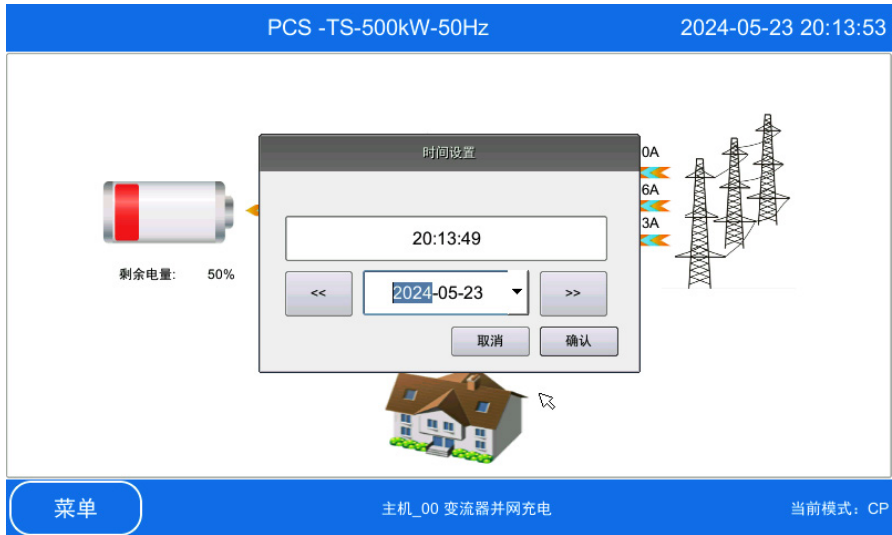 PCS -TS-500kW-50Hz
2024-05-23 20:13:53
时间设置
0A
6A
3A
20:13:49
剩余电量: 50%
<<
2024-05-23
>>
取消
确认
菜单
主机_00 变流器并网充电
当前模式：CP